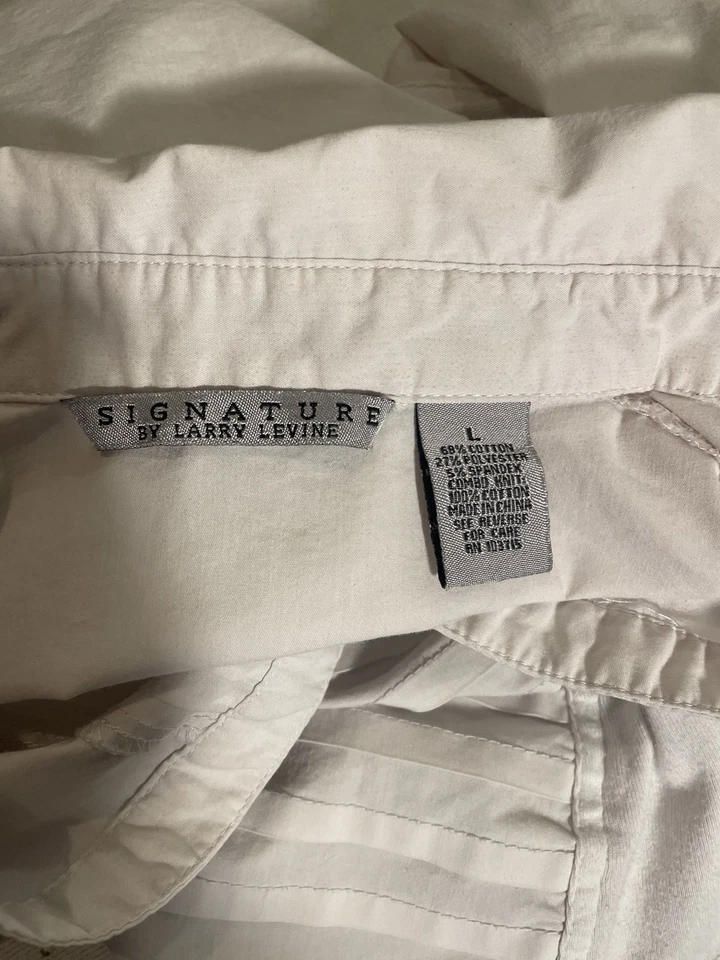 SIGNATURE
BY LARRY LEVINE
L
68% COTTON
27% POLYESTER
5% SPANDEX
COMBO KNIT:
100% COTTON
MADE IN CHINA
SEE REVERSE
FOR CARE
RN 103715